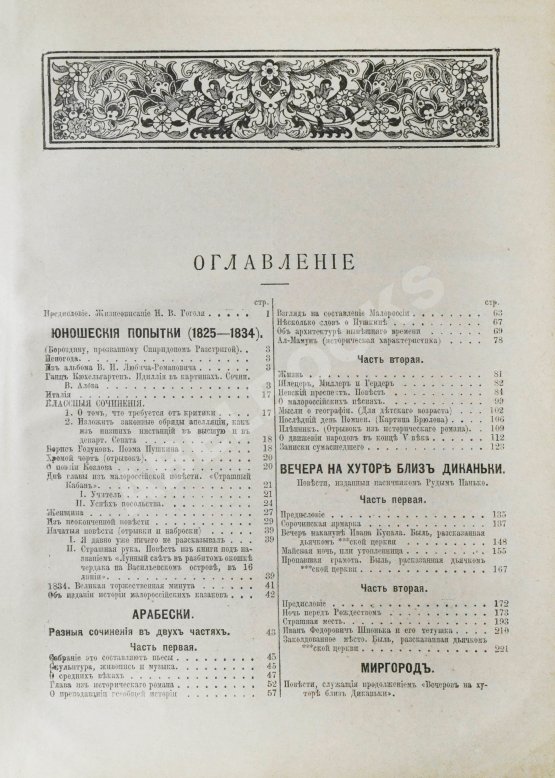 ОГЛАВЛЕНІЕ
стр.
Предисловіе. Жизнеописаніе Н. В. Гоголя . . . . . 1
ЮНОШЕСКІЯ ПОПЫТКИ (1825—1834).
(Бороздину, прозванному Спиридономъ Разстригой) . . 3
Непогода . . . . . 3
Изъ альбома В. И. Любича-Романовича . . . . . 3
Ганцъ Кюхельгартенъ. Идиллія въ картинахъ. Сочин.
В. Алова . . . . . 3
Италія . . . . . 17
КЛАССНЫЯ СОЧИНЕНІЯ.
I. О томъ, что требуется отъ критики . . . . 17
2. Изложить законные обряды апелляціи, какъ
изъ нижнихъ инстанцій въ высшую и въ
департ. Сената . . . . . 18
Борисъ Годуновъ. Поэма Пушкина . . . . . 18
Хромой чортъ (отрывокъ) . . . . . 20
О поэзіи Козлова . . . . . 20
Двѣ главы изъ малороссійской повѣсти. «Страшный
Кабанъ».
I. Учитель . . . . . 21
II. Успѣхъ посольства . . . . . 24
Женщина . . . . . 27
Изъ неоконченной повѣсти . . . . . 29
Начатыя повѣсти (отрывки и наброски) . . . . . 39
I. Я давно уже ничего не разсказывалъ . . . 39
II. Страшная рука. Повѣсть изъ книги подъ на-
званіемъ «Лунный свѣтъ въ разбитомъ окошкѣ
чердака на Васильевскомъ островѣ, въ 16
линіи» . . . . . 39
1834. Великая торжественная минута . . . . . 41
Объ изданіи исторіи малороссійскихъ казаковъ . . . 42
АРАБЕСКИ.
Разныя сочиненія въ двухъ частяхъ. . . . 43
Часть первая.
Собраніе это составляютъ пьесы . . . . . 45
Скульптура, живопись и музыка . . . . . 45
О среднихъ вѣкахъ . . . . . 47
Глава изъ историческаго романа . . . . . 52
О преподаваніи всеобщей исторіи . . . . . 57
стр.
Взглядъ на составленіе Малороссіи . . . . . 63
Нѣсколько словъ о Пушкинѣ . . . . . 67
Объ архитектурѣ нынѣшняго времени . . . . . 69
Ал-Мамунъ (историческая характеристика) . . . . 78
Часть вторая.
Жизнь . . . . . 81
Шлецеръ, Миллеръ и Гердеръ . . . . . 82
Невскій проспектъ. Повѣсть . . . . . 84
О малороссійскихъ пѣсняхъ . . . . . 99
Мысли о географіи. (Для дѣтскаго возраста) . . . . 102
Послѣдній день Помпеи. (Картина Брюлова) . . . . 106
Плѣнникъ. (Отрывокъ изъ историческаго романа) . . 109
О движеніи народовъ въ концѣ V вѣка . . . . . 112
Записки сумасшедшаго . . . . . 123
ВЕЧЕРА НА ХУТОРѢ БЛИЗЪ ДИКАНЬКИ.
Повѣсти, изданныя пасичникомъ Рудымъ Панько.
Часть первая.
Предисловіе . . . . . 135
Сорочинская ярмарка . . . . . 137
Вечеръ наканунѣ Ивана Купала. Быль, разсказанная
дьячкомъ ***ской церкви . . . . . 148
Майская ночь, или утопленница . . . . . 155
Пропавшая грамота. Быль, разсказанная дьячкомъ
***ской церкви . . . . . 167
Часть вторая.
Предисловіе . . . . . 172
Ночь передъ Рождествомъ . . . . . 173
Страшная месть . . . . . 193
Иванъ Федоровичъ Шпонька и его тетушка . . . . 210
Заколдованное мѣсто. Быль, разсказанная дьячкомъ
***ской церкви . . . . . 221
МИРГОРОДЪ.
Повѣсти, служащія продолженіемъ «Вечеровъ на ху-
торѣ близъ Диканьки».